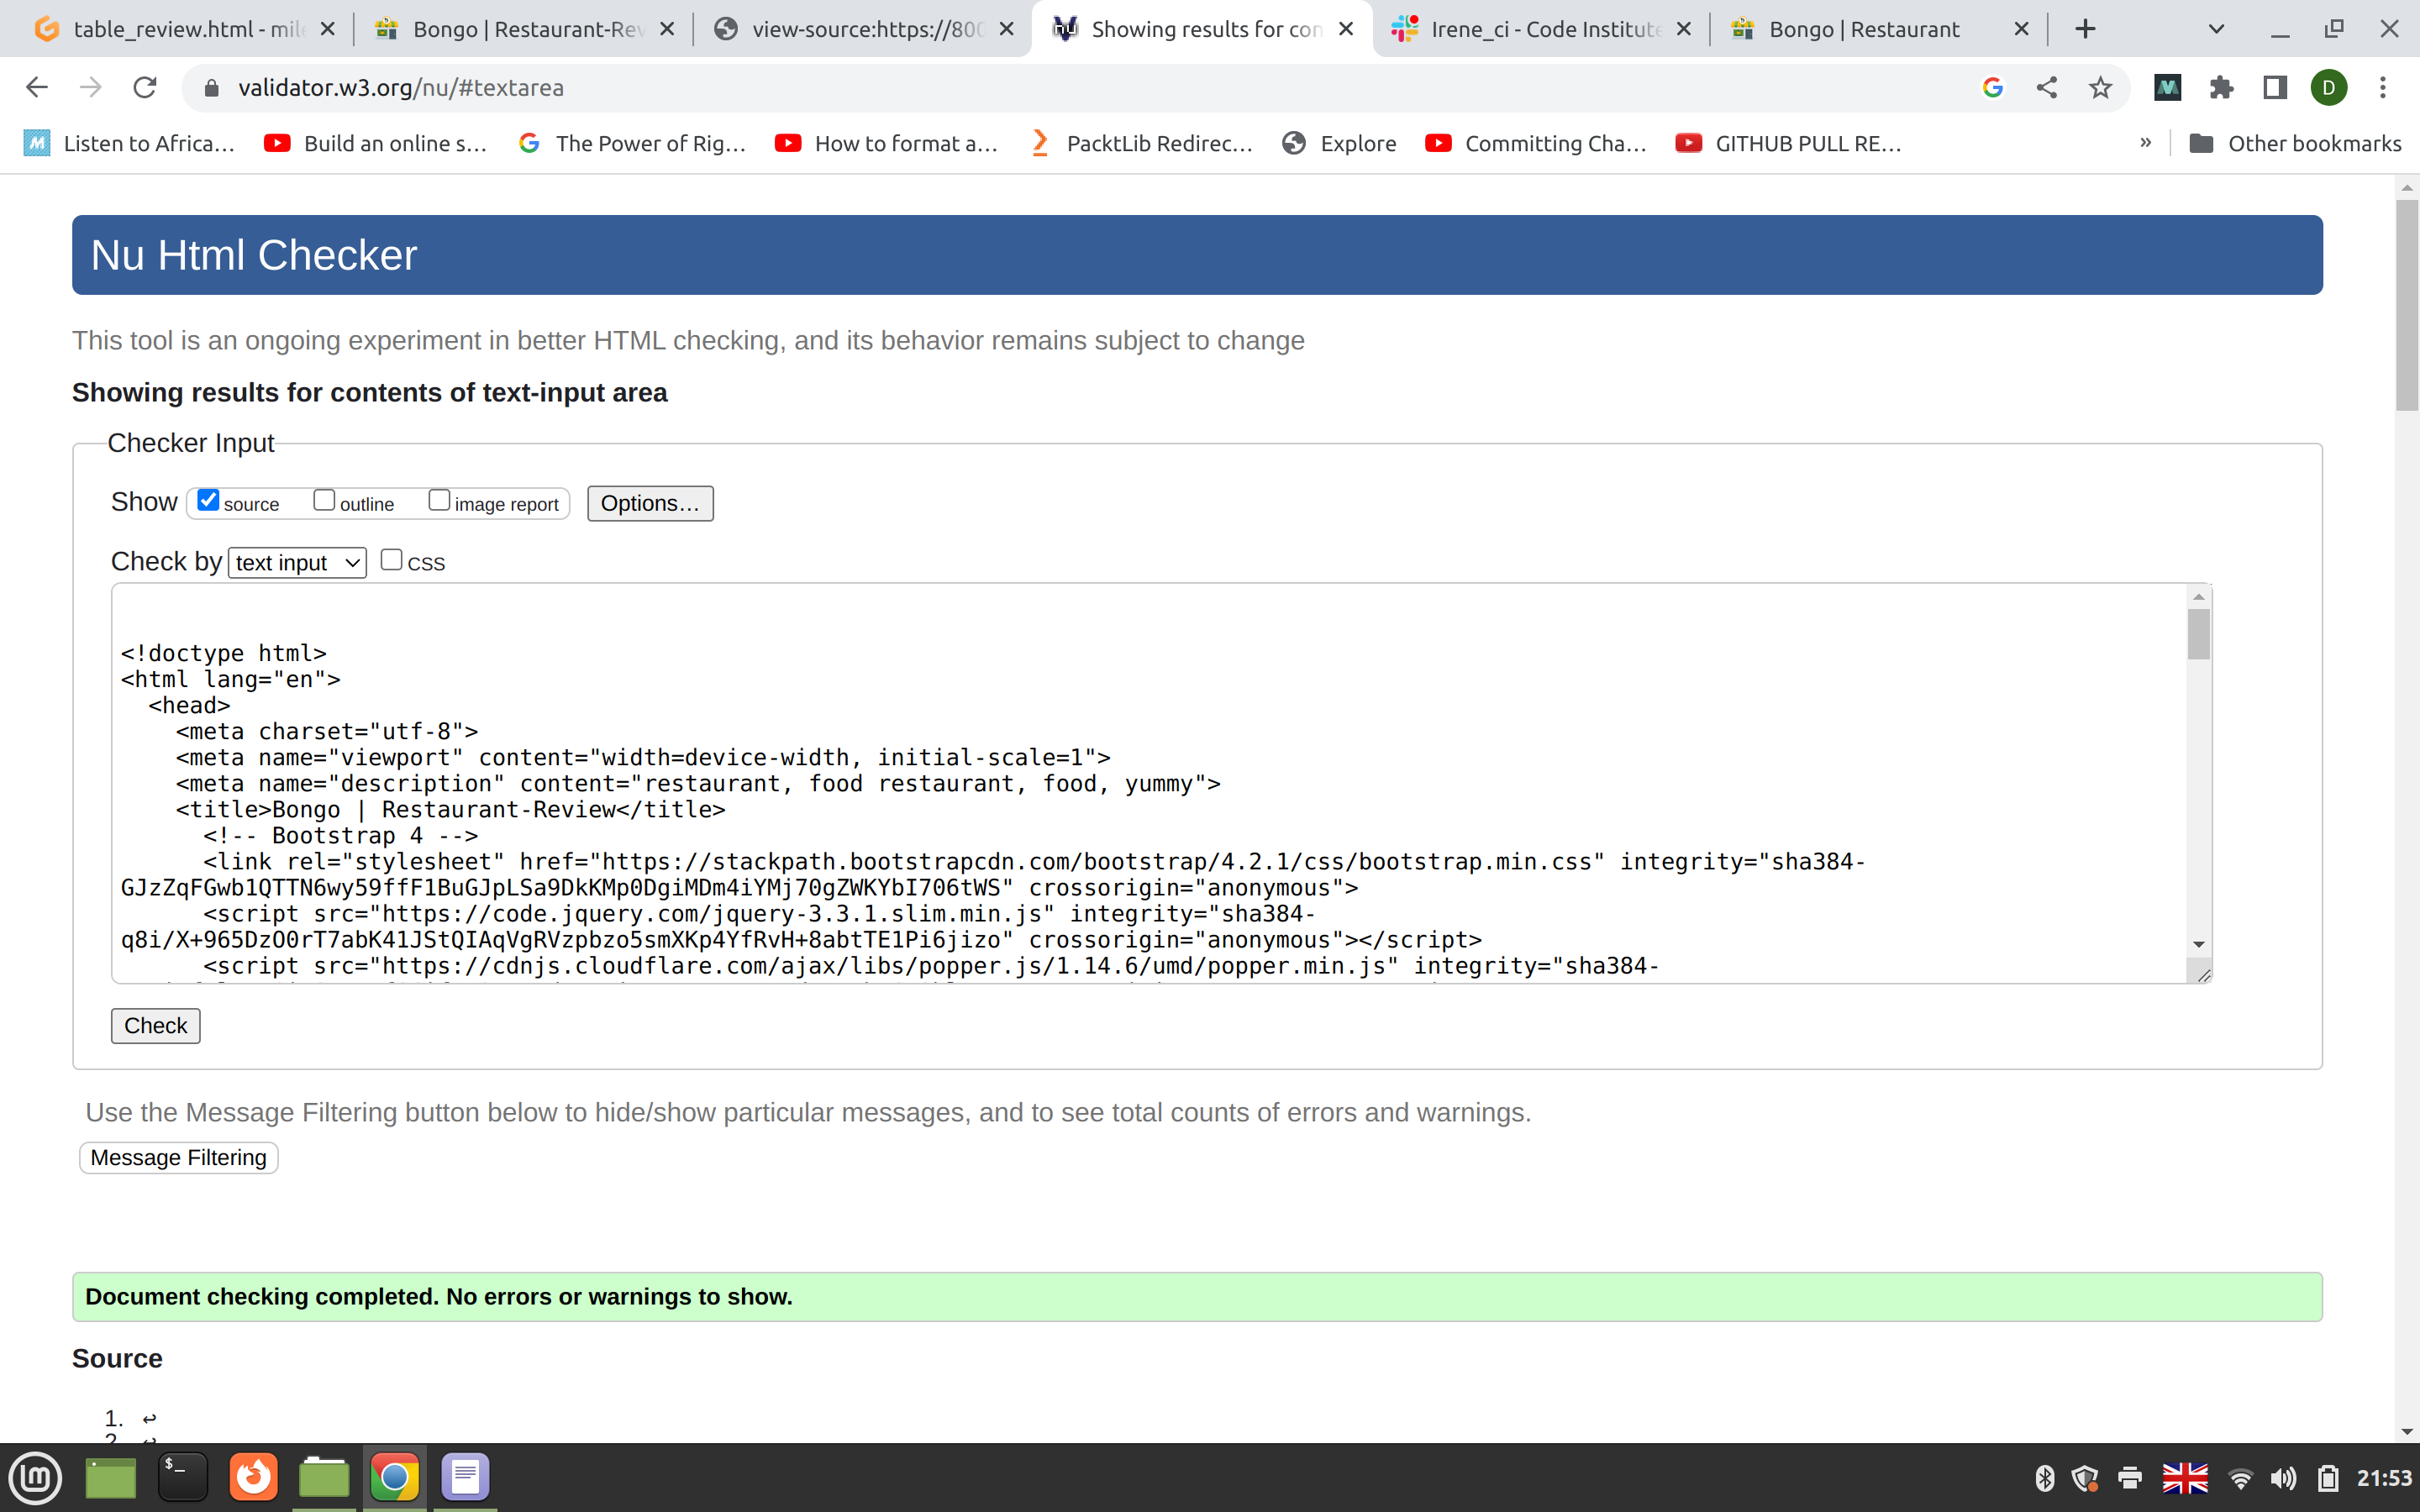 table_review.html - mil
Bongo | Restaurant-Rev
view-source:https://800
Showing results for con
Irene_ci - Code Institute
Bongo | Restaurant
validator.w3.org/nu/#textarea
D
Listen to Africa…
Build an online s…
The Power of Rig…
How to format a…
PacktLib Redirec…
Explore
Committing Cha…
GITHUB PULL RE…
»
Other bookmarks
Nu Html Checker
This tool is an ongoing experiment in better HTML checking, and its behavior remains subject to change
Showing results for contents of text-input area
Checker Input
Show source outline image report Options…
Check by text input CSS
<!doctype html>
<html lang="en">
<head>
<meta charset="utf-8">
<meta name="viewport" content="width=device-width, initial-scale=1">
<meta name="description" content="restaurant, food restaurant, food, yummy">
<title>Bongo | Restaurant-Review</title>
<!-- Bootstrap 4 -->
<link rel="stylesheet" href="https://stackpath.bootstrapcdn.com/bootstrap/4.2.1/css/bootstrap.min.css" integrity="sha384-
GJzZqFGwb1QTTN6wy59ffF1BuGJpLSa9DkKMp0DgiMDm4iYMj70gZWKYbI706tWS" crossorigin="anonymous">
<script src="https://code.jquery.com/jquery-3.3.1.slim.min.js" integrity="sha384-
q8i/X+965DzO0rT7abK41JStQIAqVgRVzpbzo5smXKp4YfRvH+8abtTE1Pi6jizo" crossorigin="anonymous"></script>
<script src="https://cdnjs.cloudflare.com/ajax/libs/popper.js/1.14.6/umd/popper.min.js" integrity="sha384-
Check
Use the Message Filtering button below to hide/show particular messages, and to see total counts of errors and warnings.
Message Filtering
Document checking completed. No errors or warnings to show.
Source
1. ↩
2. ↩
21:53